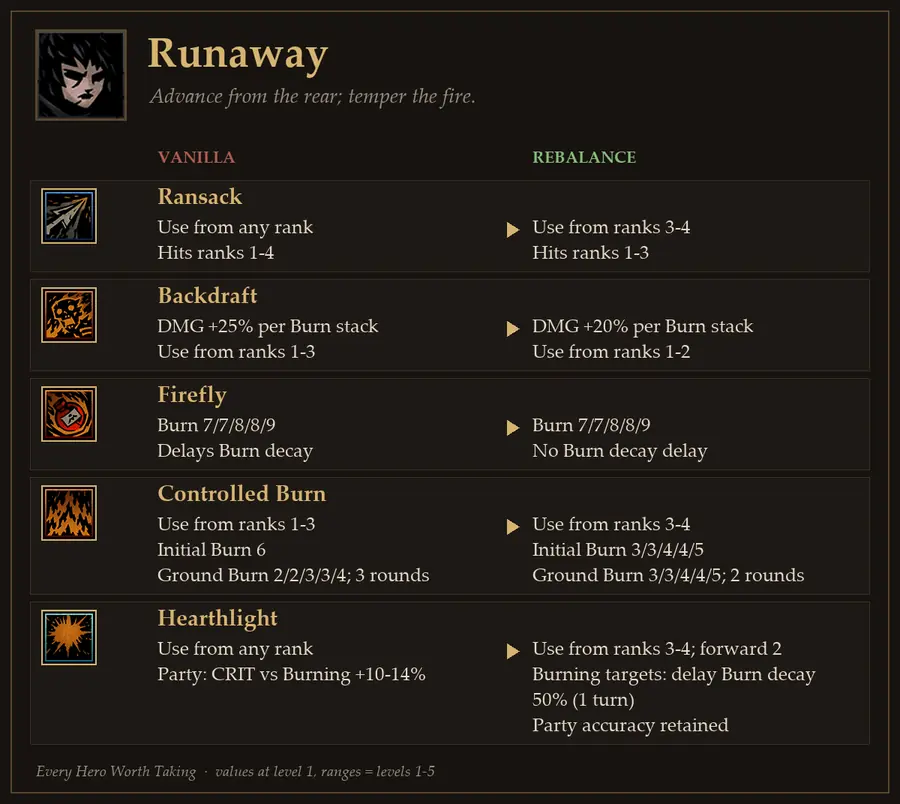 Runaway
Advance from the rear; temper the fire.
VANILLA
REBALANCE
Ransack
Use from any rank
Hits ranks 1-4
Use from ranks 3-4
Hits ranks 1-3
Backdraft
DMG +25% per Burn stack
Use from ranks 1-3
DMG +20% per Burn stack
Use from ranks 1-2
Firefly
Burn 7/7/8/8/9
Delays Burn decay
Burn 7/7/8/8/9
No Burn decay delay
Controlled Burn
Use from ranks 1-3
Initial Burn 6
Ground Burn 2/2/3/3/4; 3 rounds
Use from ranks 3-4
Initial Burn 3/3/4/4/5
Ground Burn 3/3/4/4/5; 2 rounds
Hearthlight
Use from any rank
Party: CRIT vs Burning +10-14%
Use from ranks 3-4; forward 2
Burning targets: delay Burn decay
50% (1 turn)
Party accuracy retained
Every Hero Worth Taking · values at level 1, ranges = levels 1-5